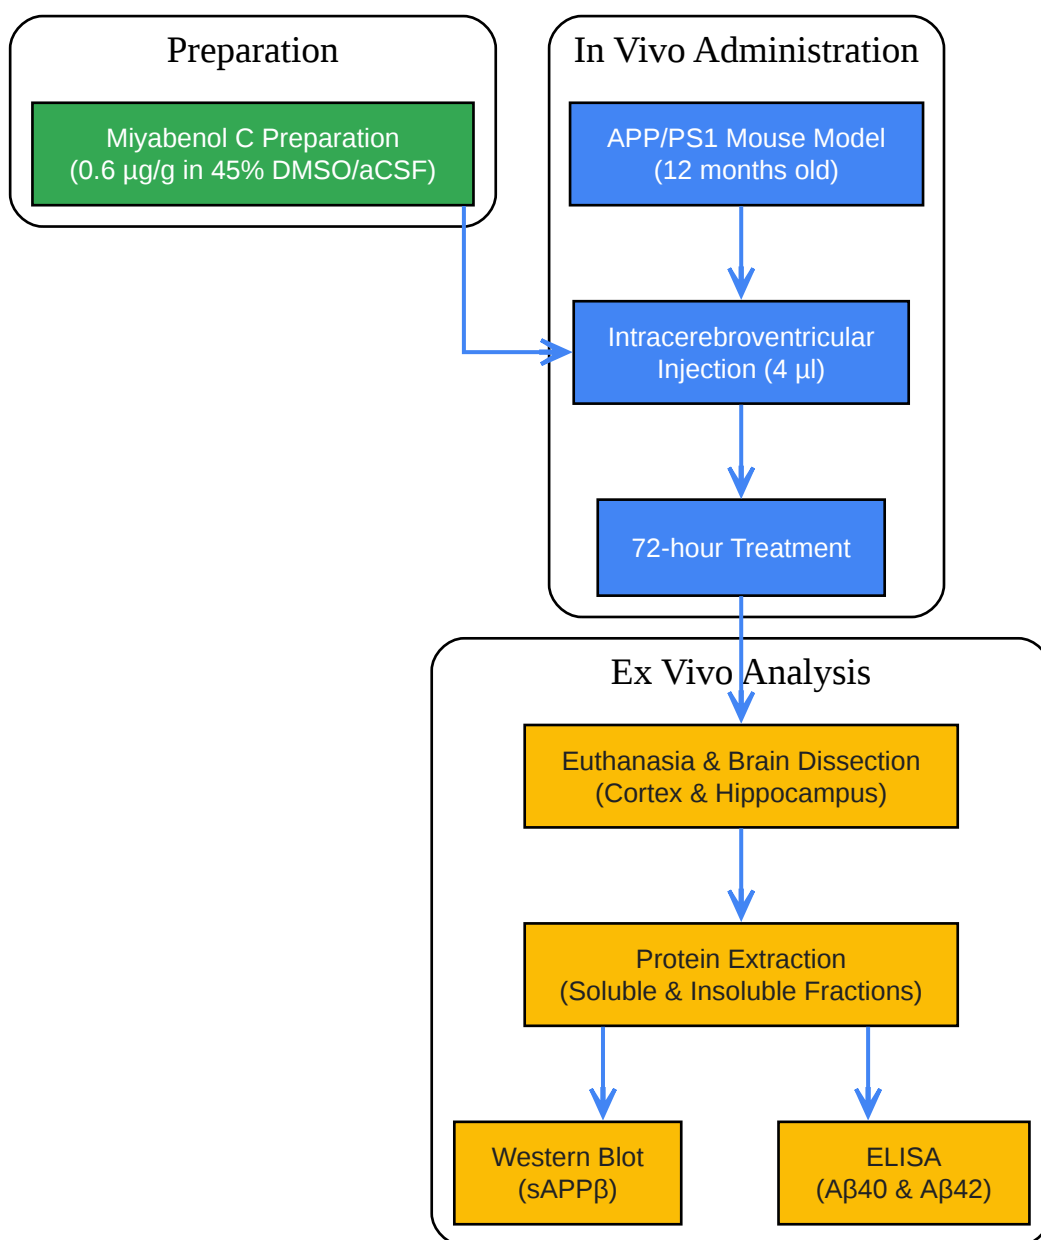 Preparation
Miyabenol C Preparation
(0.6 µg/g in 45% DMSO/aCSF)
In Vivo Administration
APP/PS1 Mouse Model
(12 months old)
Intracerebroventricular
Injection (4 µl)
72-hour Treatment
Ex Vivo Analysis
Euthanasia & Brain Dissection
(Cortex & Hippocampus)
Protein Extraction
(Soluble & Insoluble Fractions)
Western Blot
(sAPPβ)
ELISA
(Aβ40 & Aβ42)